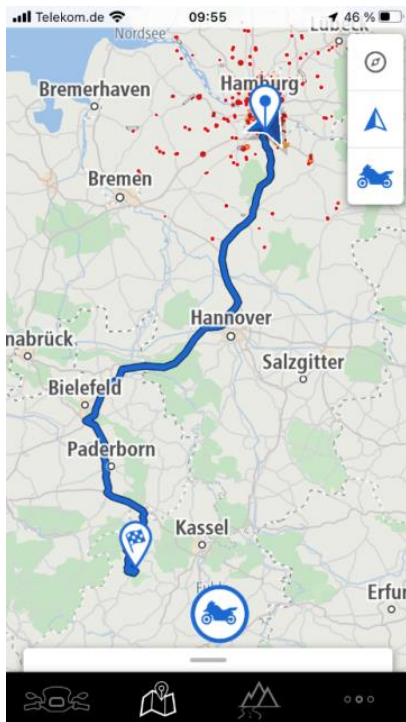 Telekom.de 09:55 46 %
Nordsee
Lübeck
Hamburg
Bremerhaven
Bremen
Hannover
nabrück
Salzgitter
Bielefeld
Paderborn
Kassel
Erfur